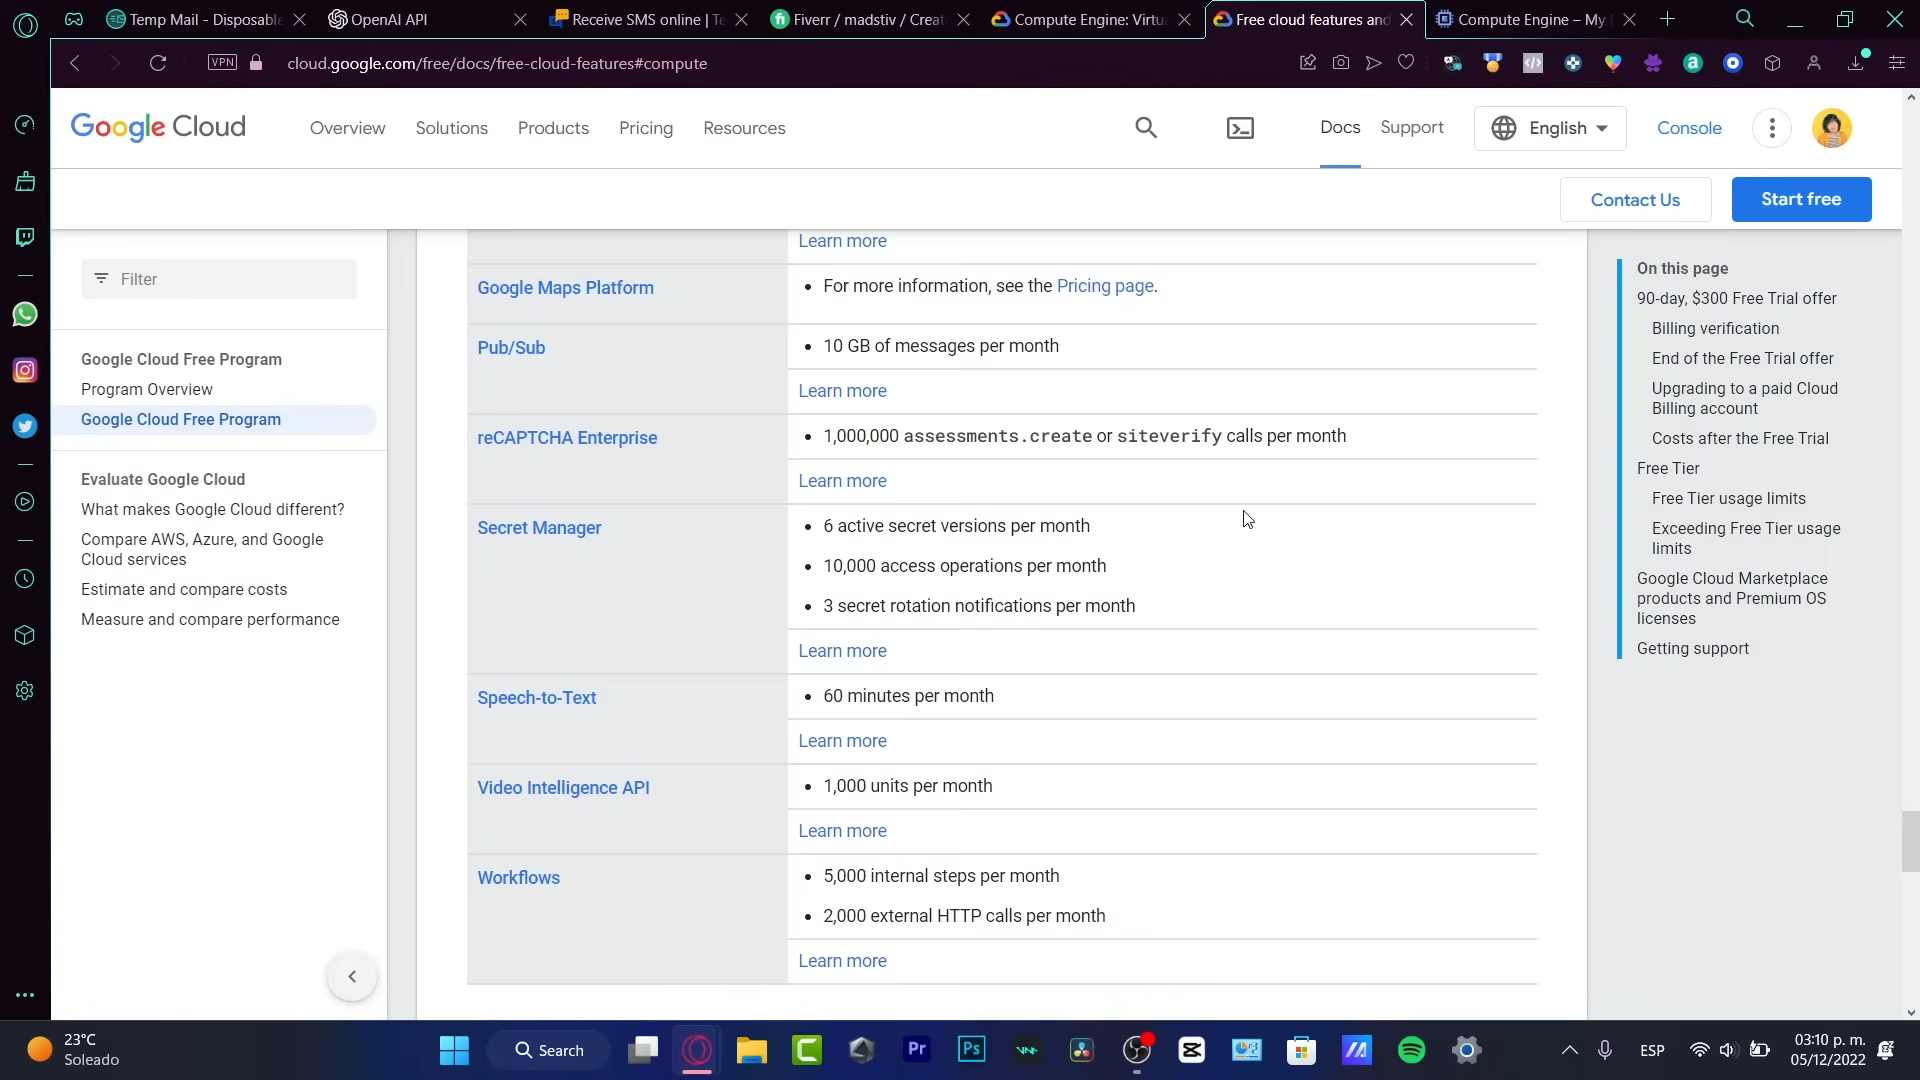 Temp Mail - Disposable
OpenAI API
Receive SMS online | Te
Fiverr / madstiv / Creat
Compute Engine: Virtu
Free cloud features and
Compute Engine – My
VPN
cloud.google.com/free/docs/free-cloud-features#compute
Google Cloud
Overview
Solutions
Products
Pricing
Resources
Docs
Support
English
Console
Contact Us
Start free
Filter
Google Cloud Free Program
Program Overview
Google Cloud Free Program
Evaluate Google Cloud
What makes Google Cloud different?
Compare AWS, Azure, and Google
Cloud services
Estimate and compare costs
Measure and compare performance
Learn more
Google Maps Platform
For more information, see the Pricing page.
Pub/Sub
10 GB of messages per month
Learn more
reCAPTCHA Enterprise
1,000,000 assessments.create or siteverify calls per month
Learn more
Secret Manager
6 active secret versions per month
10,000 access operations per month
3 secret rotation notifications per month
Learn more
Speech-to-Text
60 minutes per month
Learn more
Video Intelligence API
1,000 units per month
Learn more
Workflows
5,000 internal steps per month
2,000 external HTTP calls per month
Learn more
On this page
90-day, $300 Free Trial offer
Billing verification
End of the Free Trial offer
Upgrading to a paid Cloud
Billing account
Costs after the Free Trial
Free Tier
Free Tier usage limits
Exceeding Free Tier usage
limits
Google Cloud Marketplace
products and Premium OS
licenses
Getting support
23°C
Soleado
Search
Pr
Ps
ESP
03:10 p. m.
05/12/2022